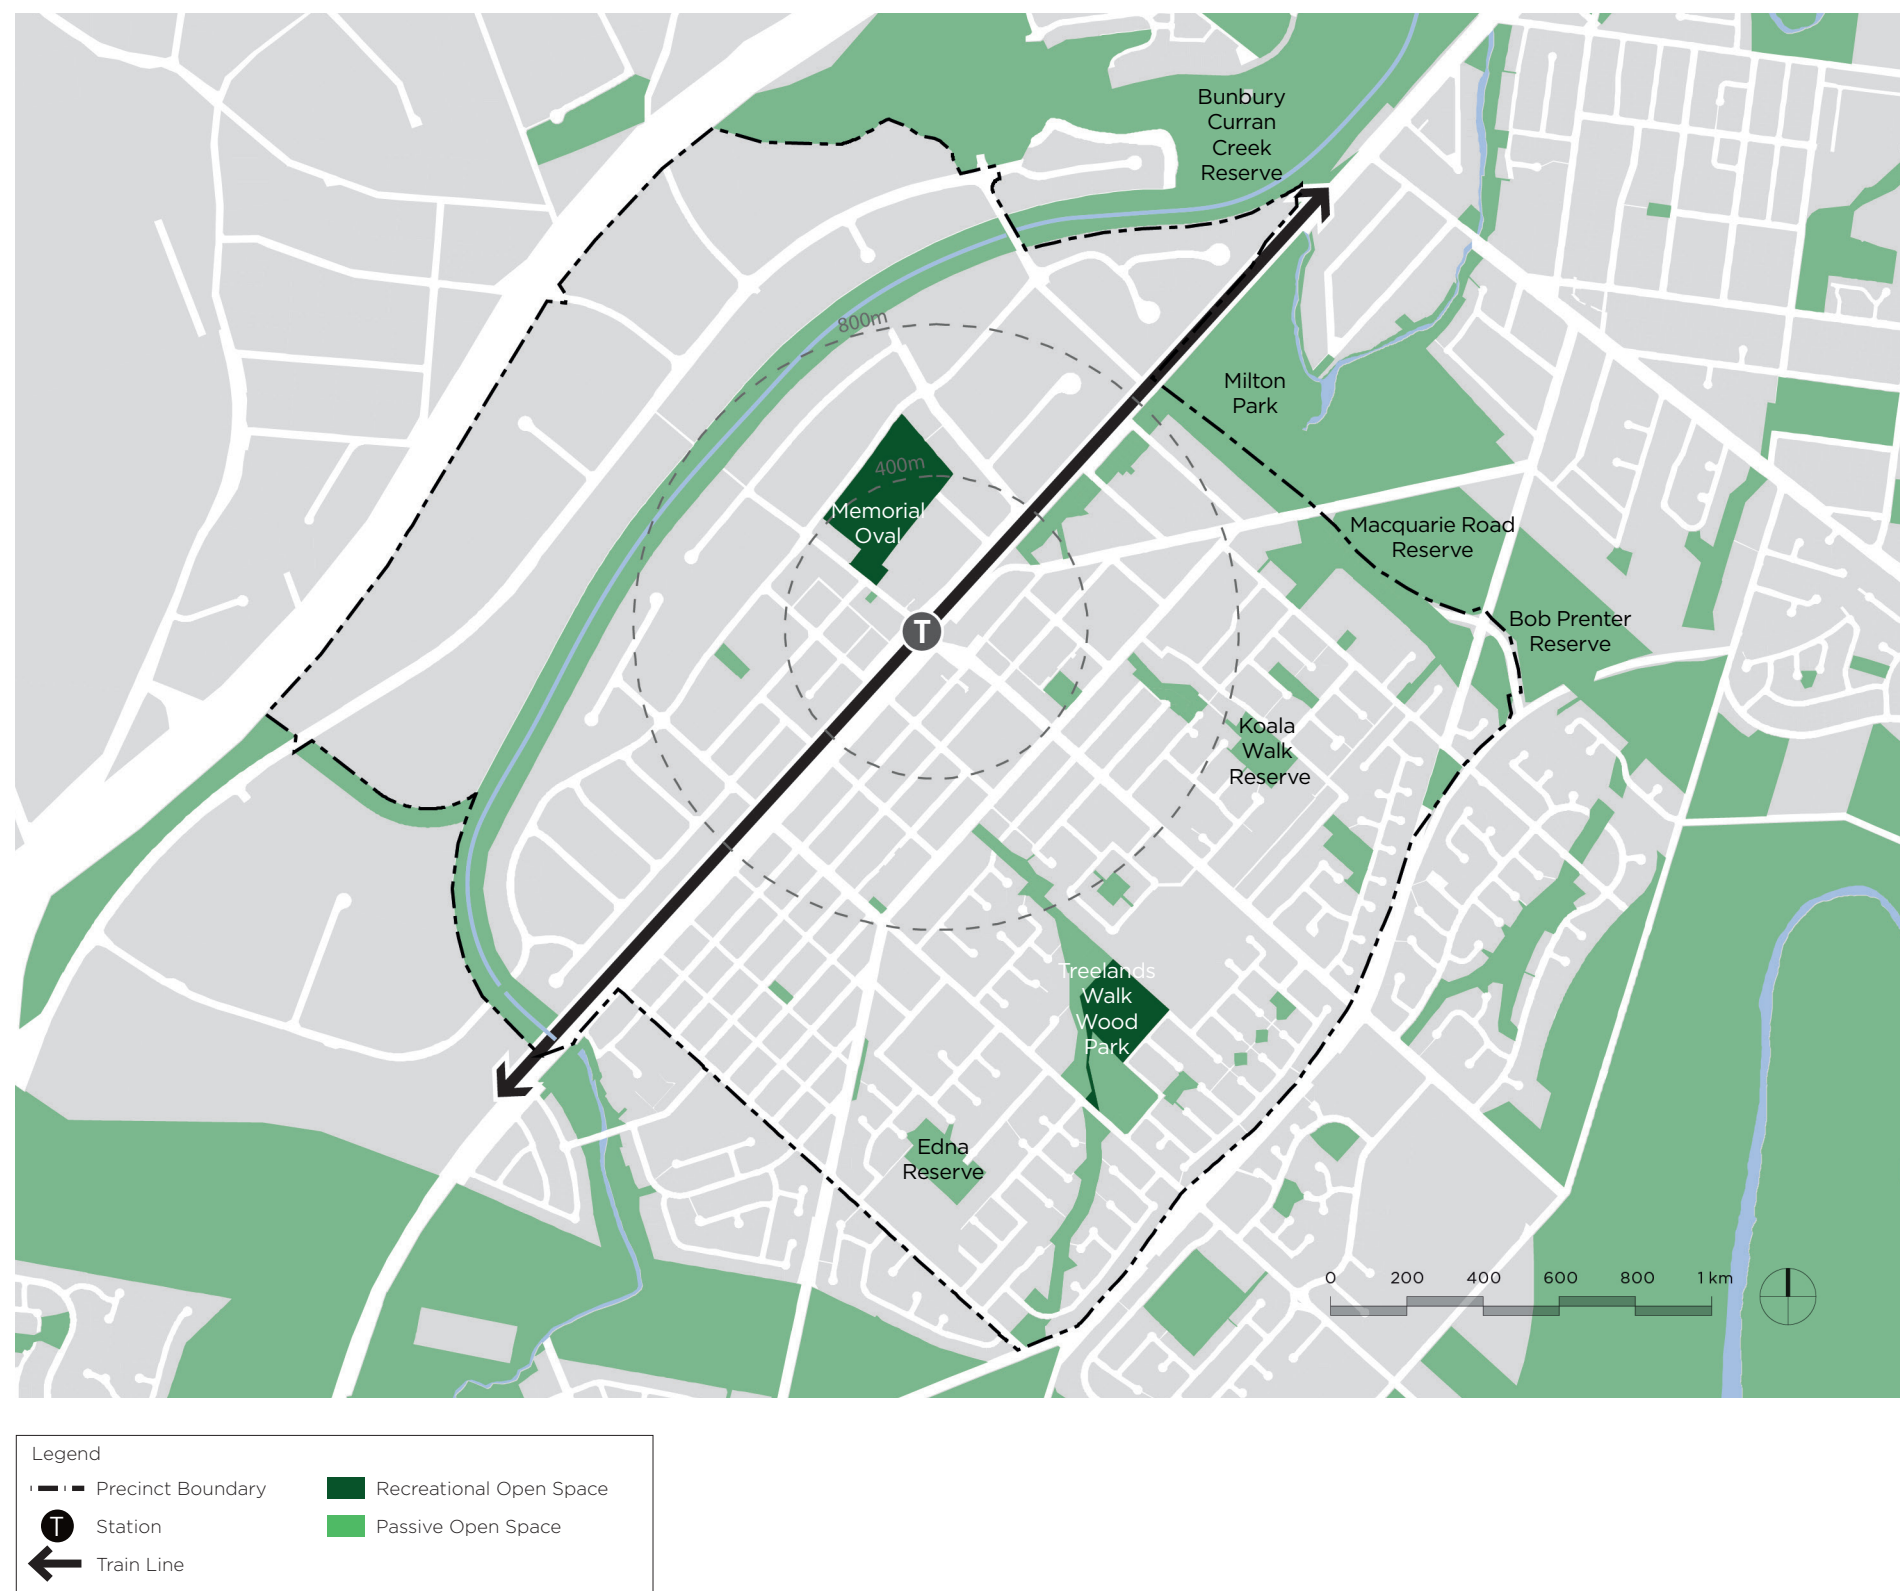 Bunbury
Curran
Creek
Reserve
800m
Milton
Park
400m
Memorial
Oval
Macquarie Road
Reserve
Bob Prenter
Reserve
T
Koala
Walk
Reserve
Treelands
Walk
Wood
Park
Edna
Reserve
0 200 400 600 800 1 km
Legend
Precinct Boundary
Recreational Open Space
T Station
Passive Open Space
Train Line